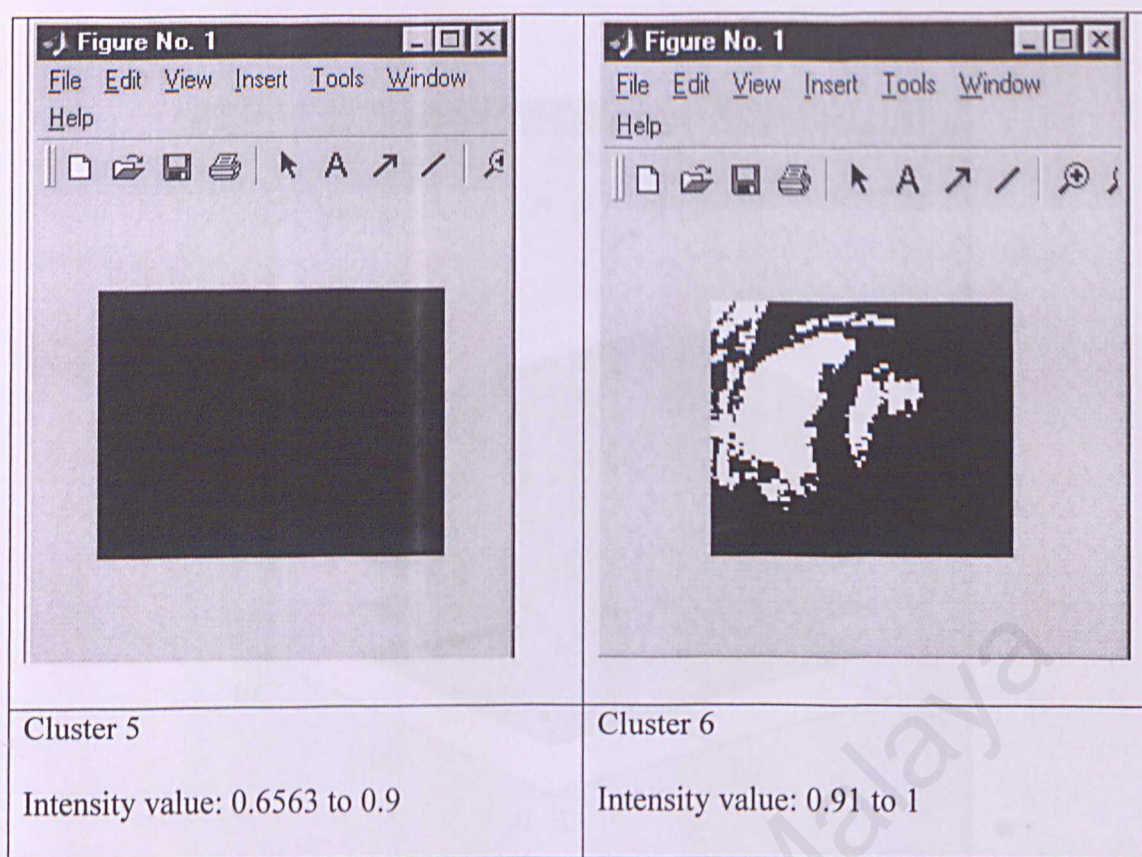 Figure No. 1
File Edit View Insert Tools Window
Help
A
Cluster 5
Intensity value: 0.6563 to 0.9
Figure No. 1
File Edit View Insert Tools Window
Help
A
Cluster 6
Intensity value: 0.91 to 1
Malaya